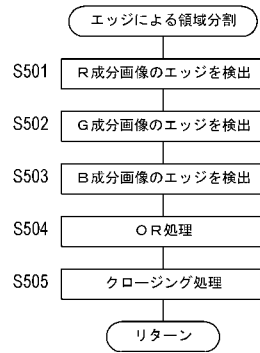 エッジによる領域分割
S501 R成分画像のエッジを検出
S502 G成分画像のエッジを検出
S503 B成分画像のエッジを検出
S504 OR処理
S505 クロージング処理
リターン